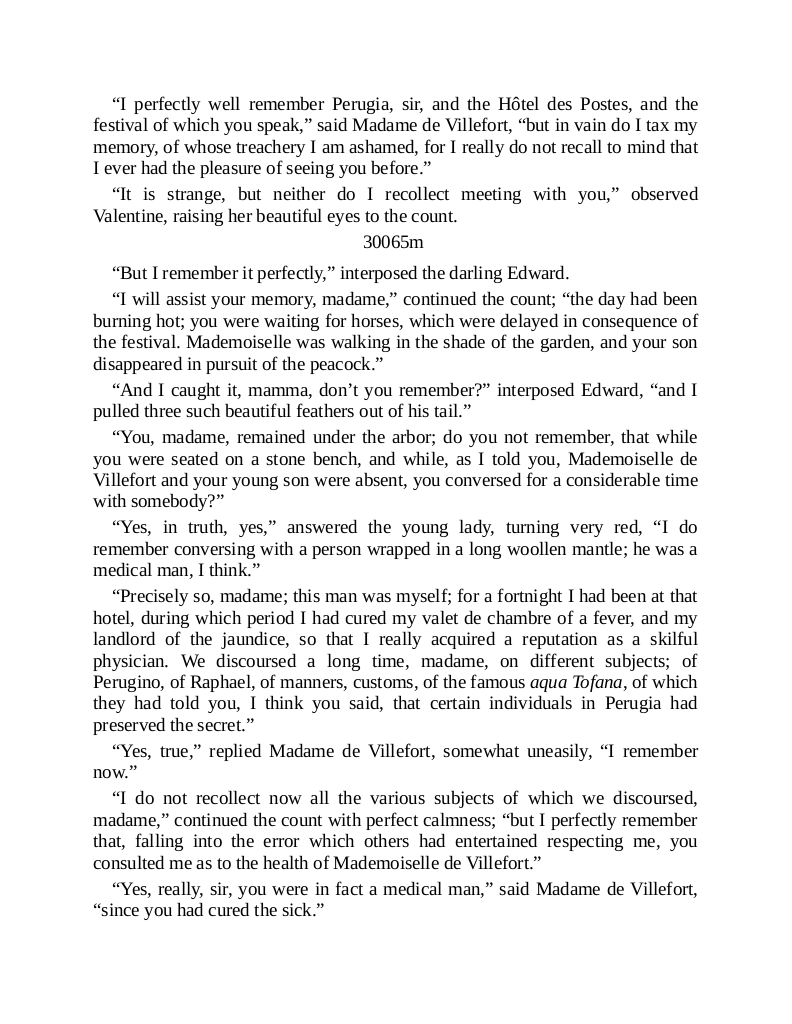 “I perfectly well remember Perugia, sir, and the Hôtel des Postes, and the
festival of which you speak,” said Madame de Villefort, “but in vain do I tax my
memory, of whose treachery I am ashamed, for I really do not recall to mind that
I ever had the pleasure of seeing you before.”
“It is strange, but neither do I recollect meeting with you,” observed
Valentine, raising her beautiful eyes to the count.
30065m
“But I remember it perfectly,” interposed the darling Edward.
“I will assist your memory, madame,” continued the count; “the day had been
burning hot; you were waiting for horses, which were delayed in consequence of
the festival. Mademoiselle was walking in the shade of the garden, and your son
disappeared in pursuit of the peacock.”
“And I caught it, mamma, don’t you remember?” interposed Edward, “and I
pulled three such beautiful feathers out of his tail.”
“You, madame, remained under the arbor; do you not remember, that while
you were seated on a stone bench, and while, as I told you, Mademoiselle de
Villefort and your young son were absent, you conversed for a considerable time
with somebody?”
“Yes, in truth, yes,” answered the young lady, turning very red, “I do
remember conversing with a person wrapped in a long woollen mantle; he was a
medical man, I think.”
“Precisely so, madame; this man was myself; for a fortnight I had been at that
hotel, during which period I had cured my valet de chambre of a fever, and my
landlord of the jaundice, so that I really acquired a reputation as a skilful
physician. We discoursed a long time, madame, on different subjects; of
Perugino, of Raphael, of manners, customs, of the famous aqua Tofana, of which
they had told you, I think you said, that certain individuals in Perugia had
preserved the secret.”
“Yes, true,” replied Madame de Villefort, somewhat uneasily, “I remember
now.”
“I do not recollect now all the various subjects of which we discoursed,
madame,” continued the count with perfect calmness; “but I perfectly remember
that, falling into the error which others had entertained respecting me, you
consulted me as to the health of Mademoiselle de Villefort.”
“Yes, really, sir, you were in fact a medical man,” said Madame de Villefort,
“since you had cured the sick.”